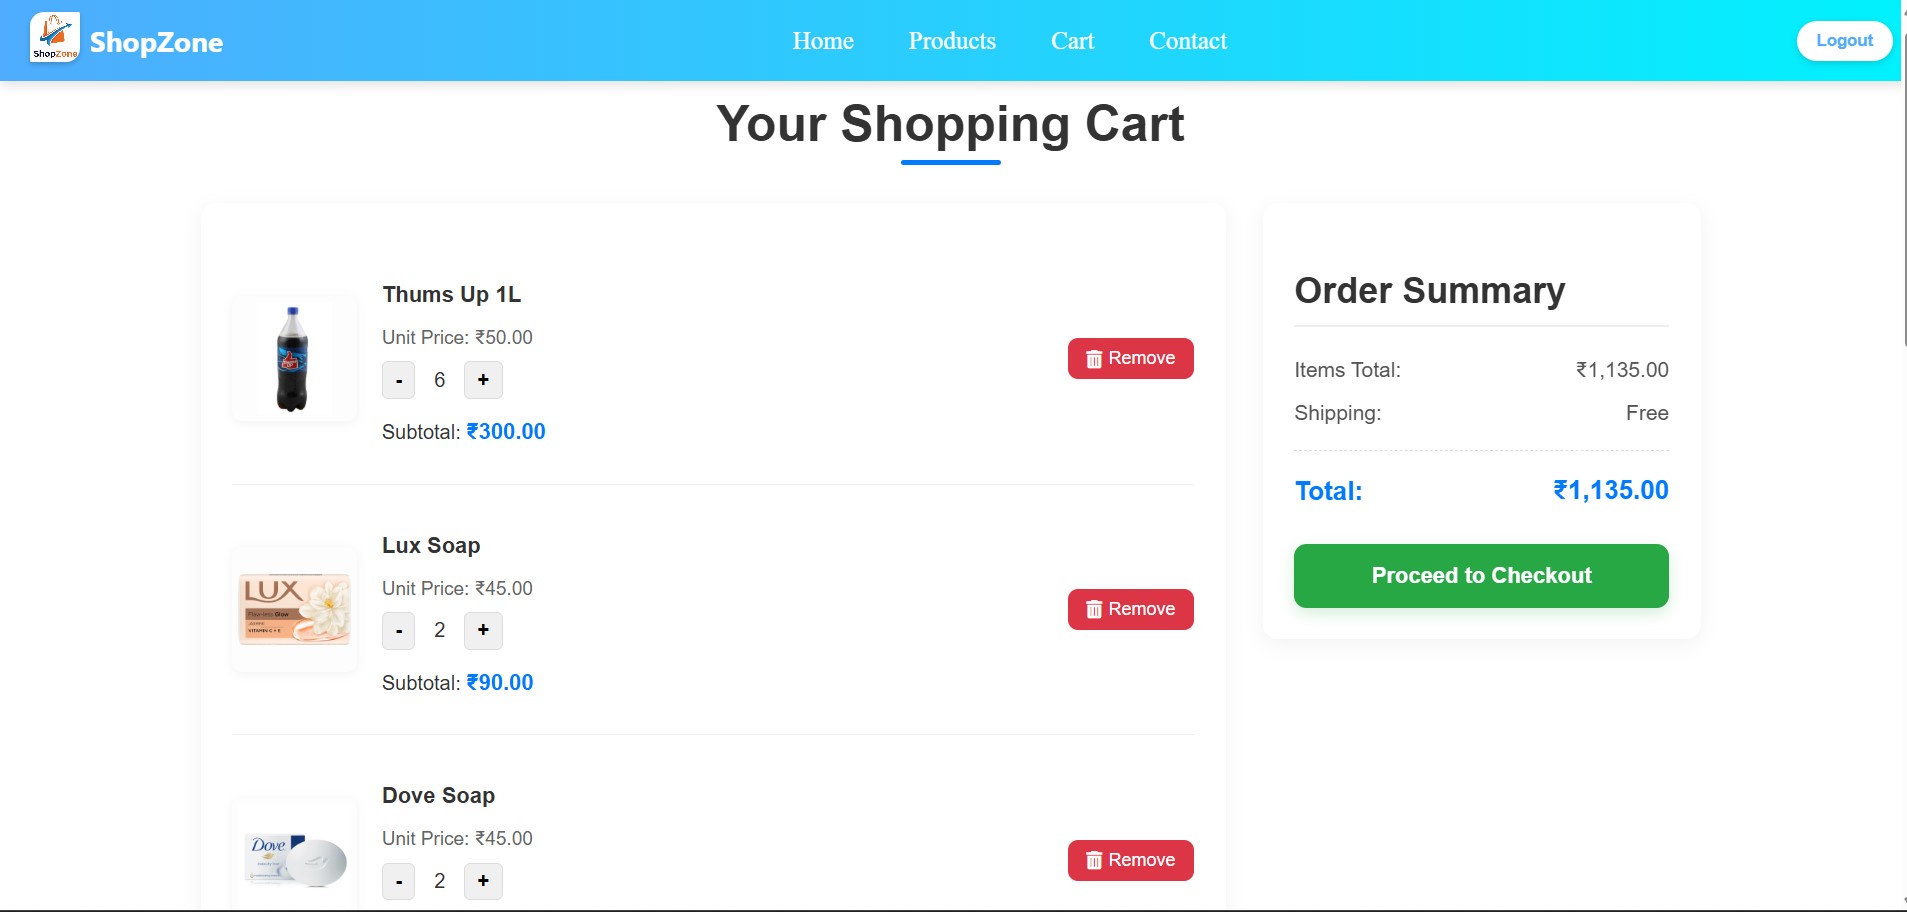 ShopZone
ShopZone
Home
Products
Cart
Contact
Logout
Your Shopping Cart
Thums Up 1L
Unit Price: ₹50.00
- 6 +
Subtotal: ₹300.00
Remove
Lux Soap
Unit Price: ₹45.00
- 2 +
Subtotal: ₹90.00
Remove
LUX
VITAMIN C + E
Dove Soap
Unit Price: ₹45.00
- 2 +
Remove
Dove
Order Summary
Items Total: ₹1,135.00
Shipping: Free
Total: ₹1,135.00
Proceed to Checkout